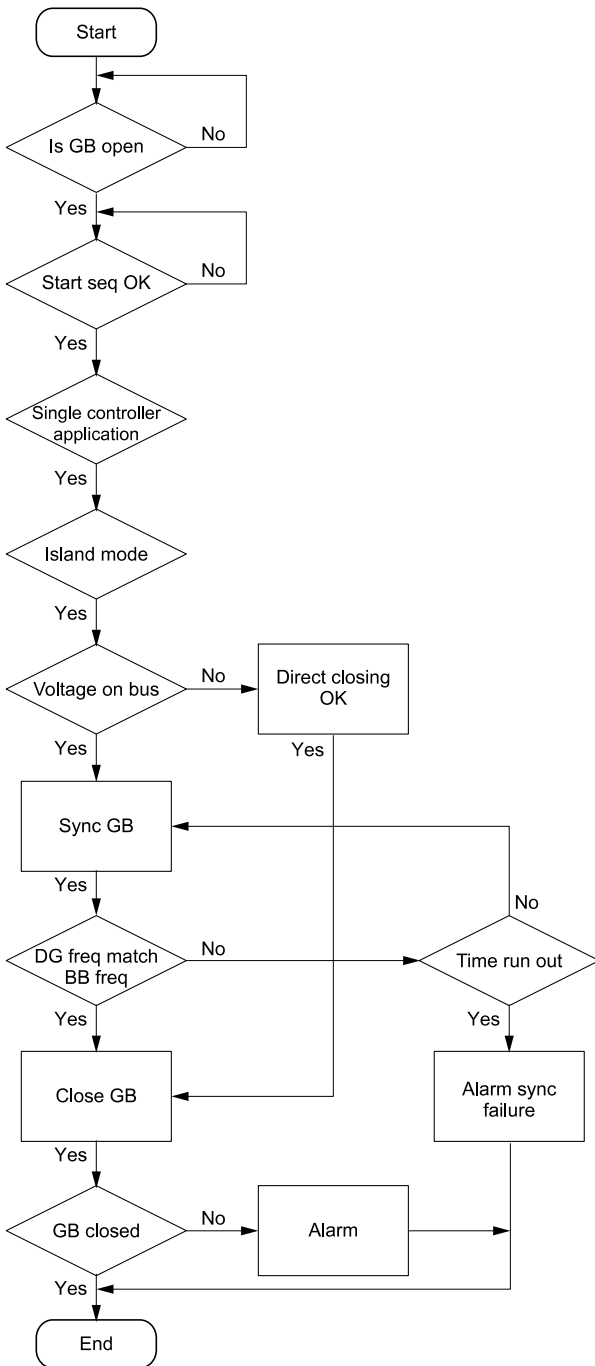 Start
Is GB open
No
Yes
Start seq OK
No
Yes
Single controller
application
Yes
Island mode
Yes
Voltage on bus
No
Direct closing
OK
Yes
Yes
Sync GB
Yes
No
DG freq match
BB freq
No
Time run out
Yes
Yes
Close GB
Alarm sync
failure
Yes
GB closed
No
Alarm
Yes
End